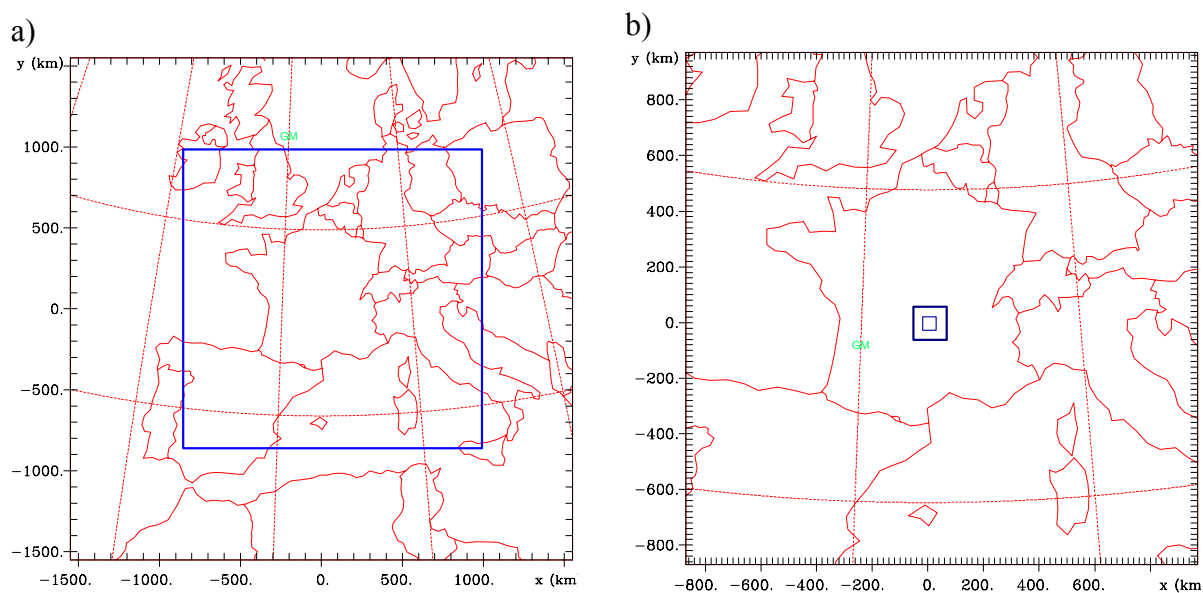 a)
y (km)
GM
1000.
500.
0.
−500.
−1000.
−1500.
−1500. −1000. −500. 0. 500. 1000. x (km
b)
y (km)
800.
600.
400.
200.
0.
GM
−200.
−400.
−600.
−800.
−800. −600. −400. −200. 0. 200. 400. 600. x (km